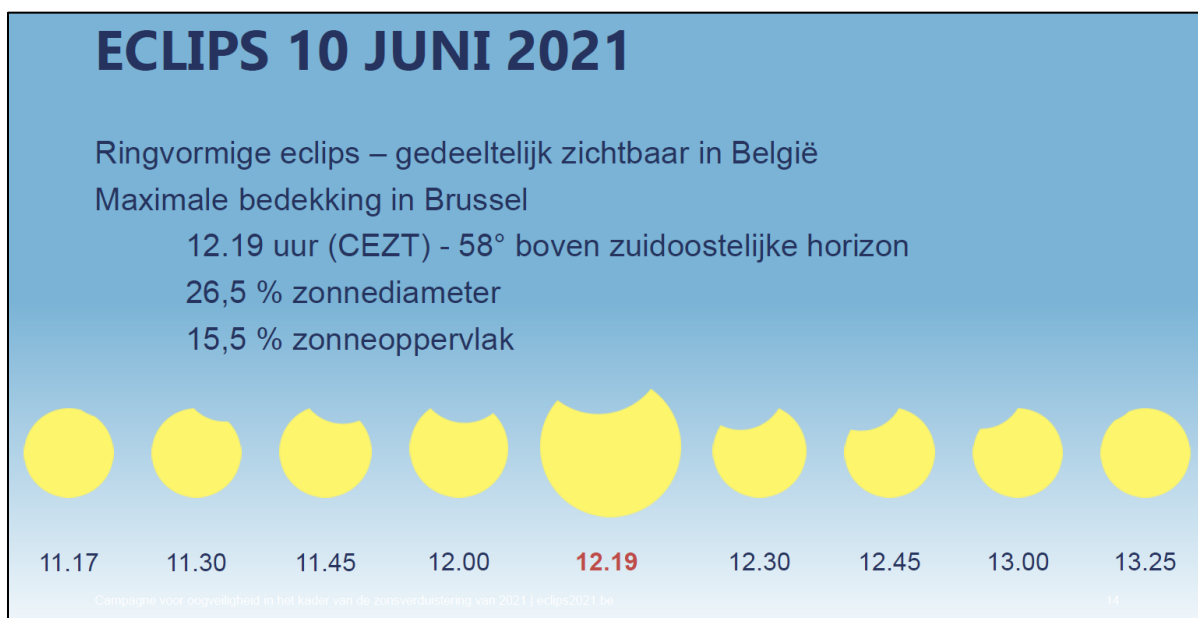 ECLIPS 10 JUNI 2021
Ringvormige eclips – gedeeltelijk zichtbaar in België
Maximale bedekking in Brussel
12.19 uur (CEZT) - 58° boven zuidoostelijke horizon
26,5 % zonnediameter
15,5 % zonneoppervlak
11.17 11.30 11.45 12.00 12.19 12.30 12.45 13.00 13.25
Campagne voor oogveiligheid in het kader van de zonsverduistering van 2021 | eclips2021.be 14